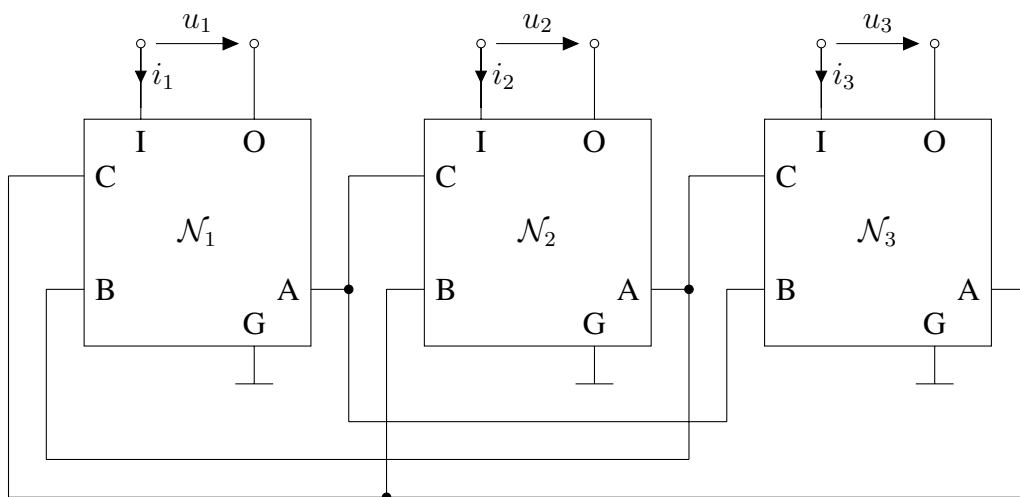 u₁ u₂ u₃
i₁ i₂ i₃
I O I O I O
C C C
𝒩₁ 𝒩₂ 𝒩₃
B A B A B A
G G G